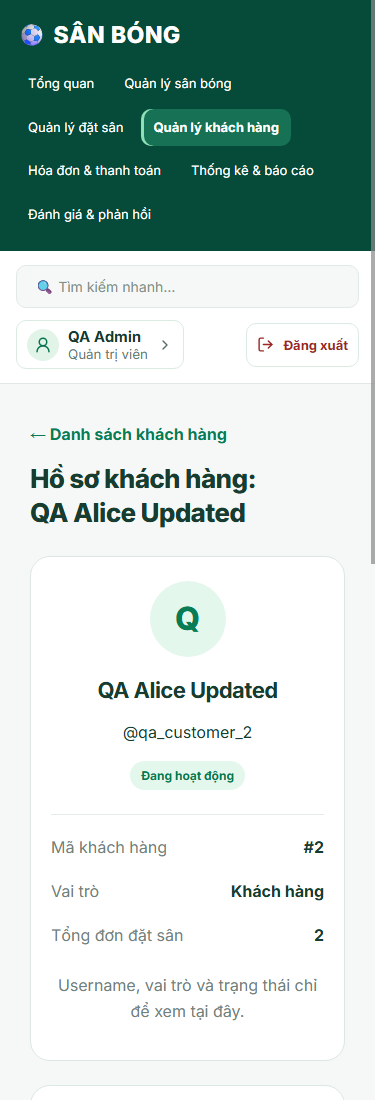 SÂN BÓNG
Tổng quan
Quản lý sân bóng
Quản lý đặt sân
Quản lý khách hàng
Hóa đơn & thanh toán
Thống kê & báo cáo
Đánh giá & phản hồi
Tìm kiếm nhanh...
QA Admin
Quản trị viên
Đăng xuất
← Danh sách khách hàng
Hồ sơ khách hàng:
QA Alice Updated
Q
QA Alice Updated
@qa_customer_2
Đang hoạt động
Mã khách hàng
#2
Vai trò
Khách hàng
Tổng đơn đặt sân
2
Username, vai trò và trạng thái chỉ
để xem tại đây.